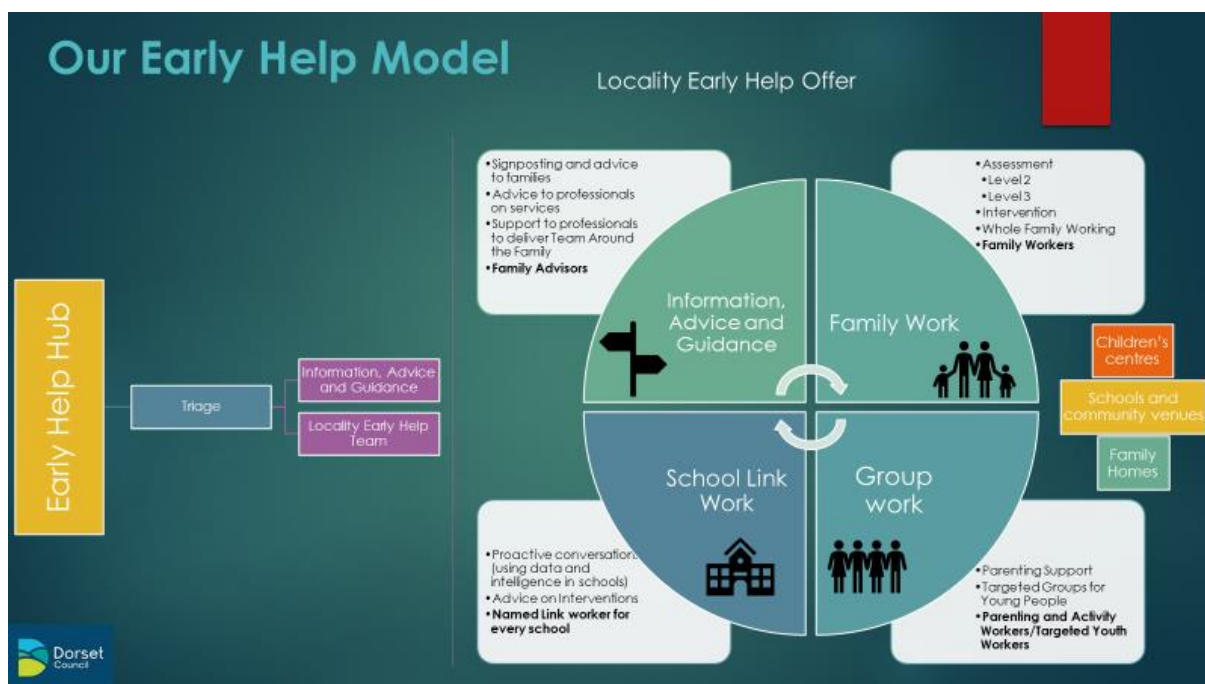 Our Early Help Model
Locality Early Help Offer
Early Help Hub
Triage
Information, Advice
and Guidance
Locality Early Help
Team
•Signposting and advice
to families
•Advice to professionals
on services
•Support to professionals
to deliver Team Around
the Family
•Family Advisors
Information,
Advice and
Guidance
Family Work
•Assessment
•Level 2
•Level 3
•Intervention
•Whole Family Working
•Family Workers
Children's
centres
Schools and
community venues
Family
Homes
School Link
Work
Group
work
•Proactive conversation
(using data and
intelligence in schools)
•Advice on Interventions
•Named Link worker for
every school
•Parenting Support
•Targeted Groups for
Young People
•Parenting and Activity
Workers/Targeted Youth
Workers
Dorset
Council